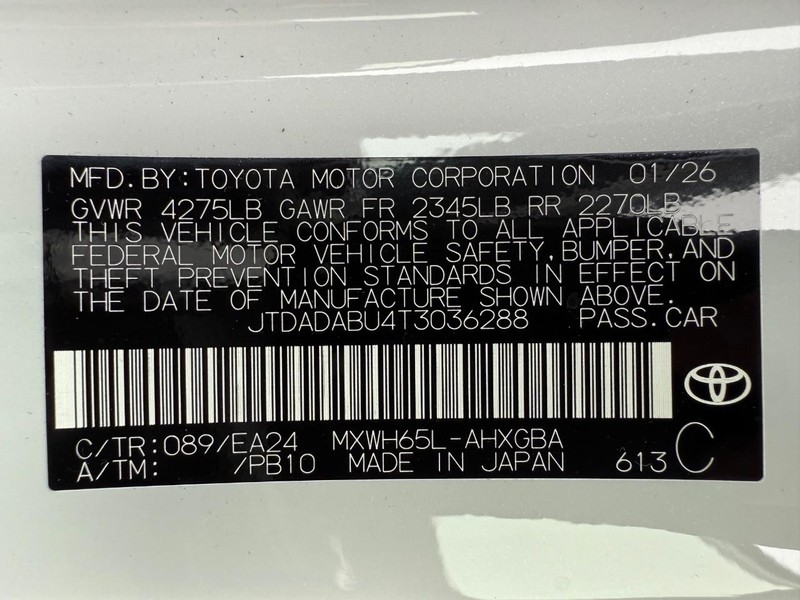 MFD.BY:TOYOTA MOTOR CORPORATION 01/26
GVWR 4275LB GAWR FR 2345LB RR 2270LB
THIS VEHICLE CONFORMS TO ALL APPLICABLE
FEDERAL MOTOR VEHICLE SAFETY,BUMPER,AND
THEFT PREVENTION STANDARDS IN EFFECT ON
THE DATE OF MANUFACTURE SHOWN ABOVE.
JTDADABU4T3036288 PASS.CAR
C/TR:089/EA24 MXWH65L-AHXGBA
A/TM: /PB10 MADE IN JAPAN 613 C